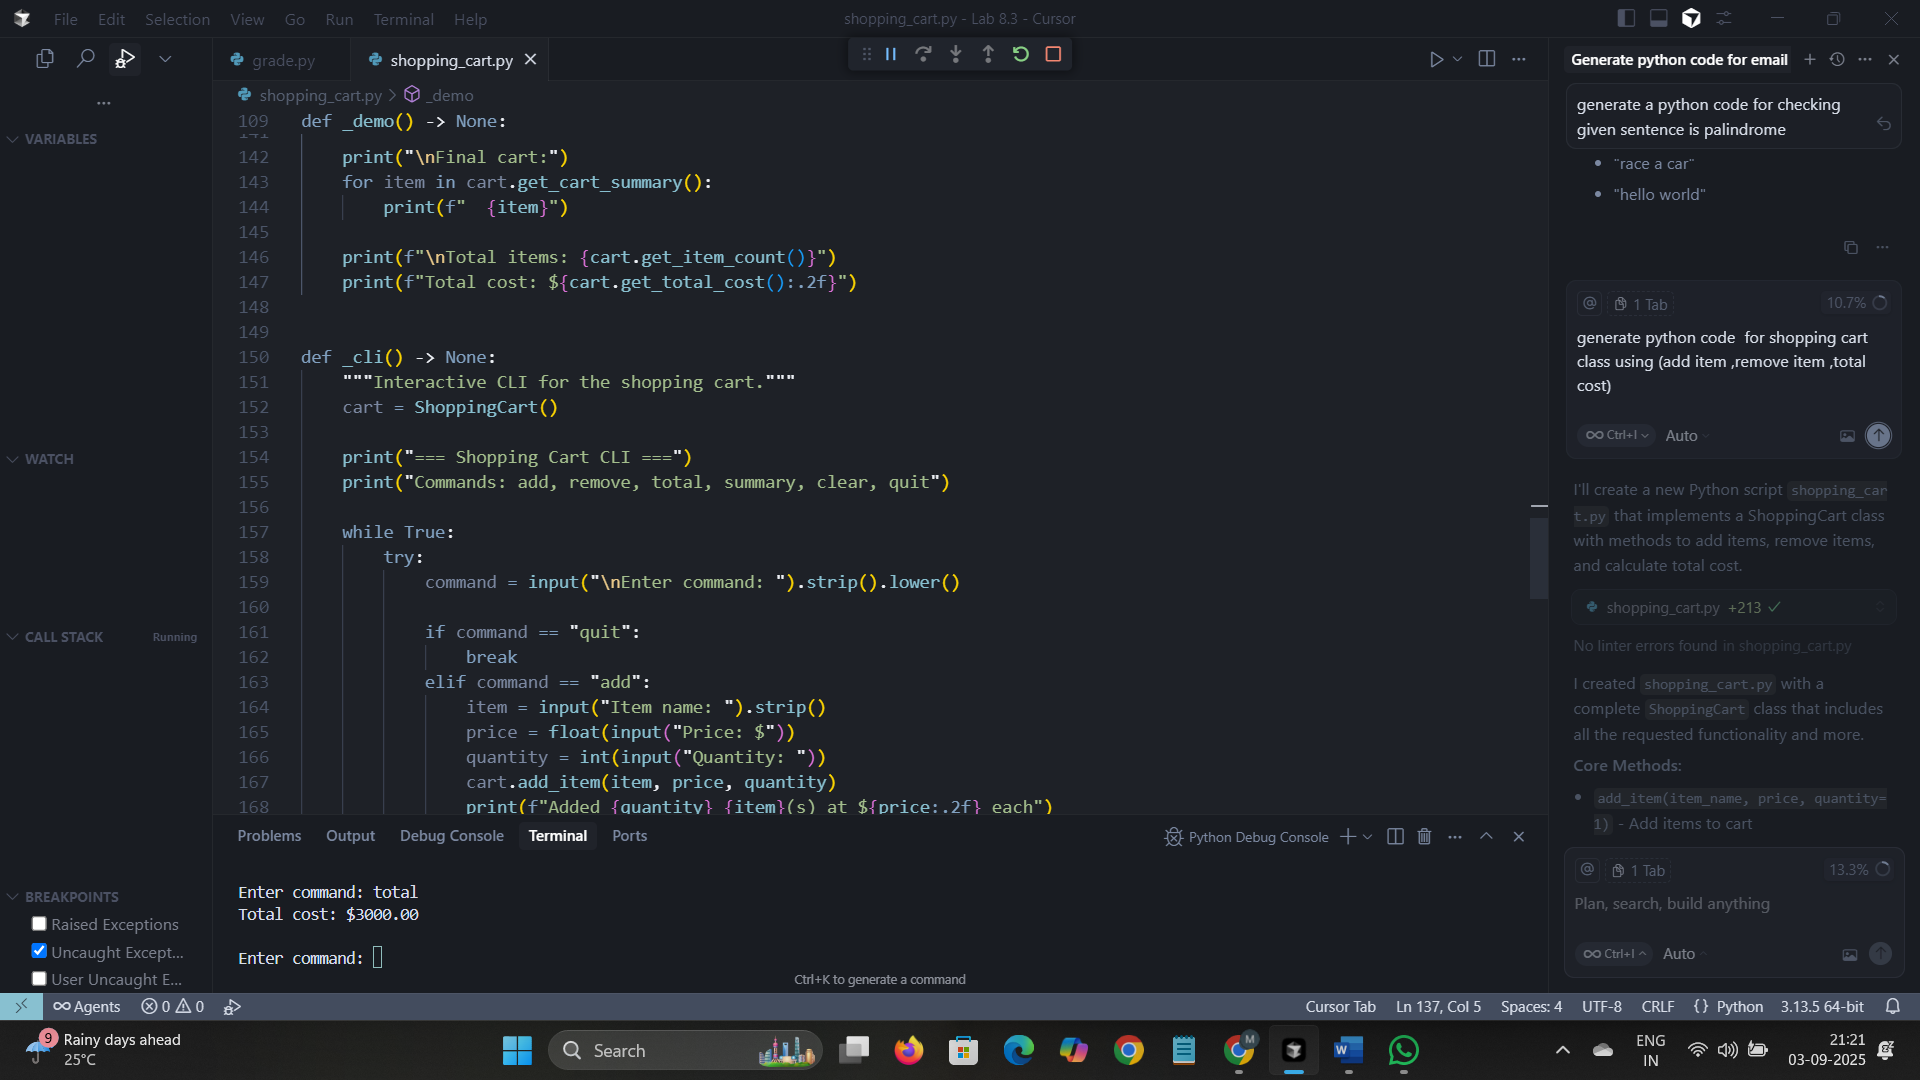 File Edit Selection View Go Run Terminal Help
shopping_cart.py - Lab 8.3 - Cursor
grade.py
shopping_cart.py
shopping_cart.py > _demo
VARIABLES
WATCH
CALL STACK
Running
BREAKPOINTS
Raised Exceptions
Uncaught Except...
User Uncaught E...
109 def _demo() -> None:
141
142 print("\nFinal cart:")
143 for item in cart.get_cart_summary():
144 print(f"  {item}")
145
146 print(f"\nTotal items: {cart.get_item_count()}")
147 print(f"Total cost: ${cart.get_total_cost():.2f}")
148
149
150 def _cli() -> None:
151 """Interactive CLI for the shopping cart."""
152 cart = ShoppingCart()
153
154 print("=== Shopping Cart CLI ===")
155 print("Commands: add, remove, total, summary, clear, quit")
156
157 while True:
158 try:
159 command = input("\nEnter command: ").strip().lower()
160
161 if command == "quit":
162 break
163 elif command == "add":
164 item = input("Item name: ").strip()
165 price = float(input("Price: $"))
166 quantity = int(input("Quantity: "))
167 cart.add_item(item, price, quantity)
168 print(f"Added {quantity} {item}(s) at ${price:.2f} each")
Problems Output Debug Console Terminal Ports
Python Debug Console
Enter command: total
Total cost: $3000.00
Enter command:
Ctrl+K to generate a command
Generate python code for email
generate a python code for checking
given sentence is palindrome
• "race a car"
• "hello world"
@ 1 Tab 10.7%
generate python code  for shopping cart
class using (add item ,remove item ,total
cost)
Ctrl+I Auto
I'll create a new Python script shopping_car
t.py that implements a ShoppingCart class
with methods to add items, remove items,
and calculate total cost.
shopping_cart.py +213
No linter errors found in shopping_cart.py
I created shopping_cart.py with a
complete ShoppingCart class that includes
all the requested functionality and more.
Core Methods:
• add_item(item_name, price, quantity=
1) - Add items to cart
@ 1 Tab 13.3%
Plan, search, build anything
Ctrl+I Auto
Agents 0 0
Cursor Tab Ln 137, Col 5 Spaces: 4 UTF-8 CRLF {} Python 3.13.5 64-bit
9
Rainy days ahead
25°C
Search
M
W
ENG
IN
21:21
03-09-2025